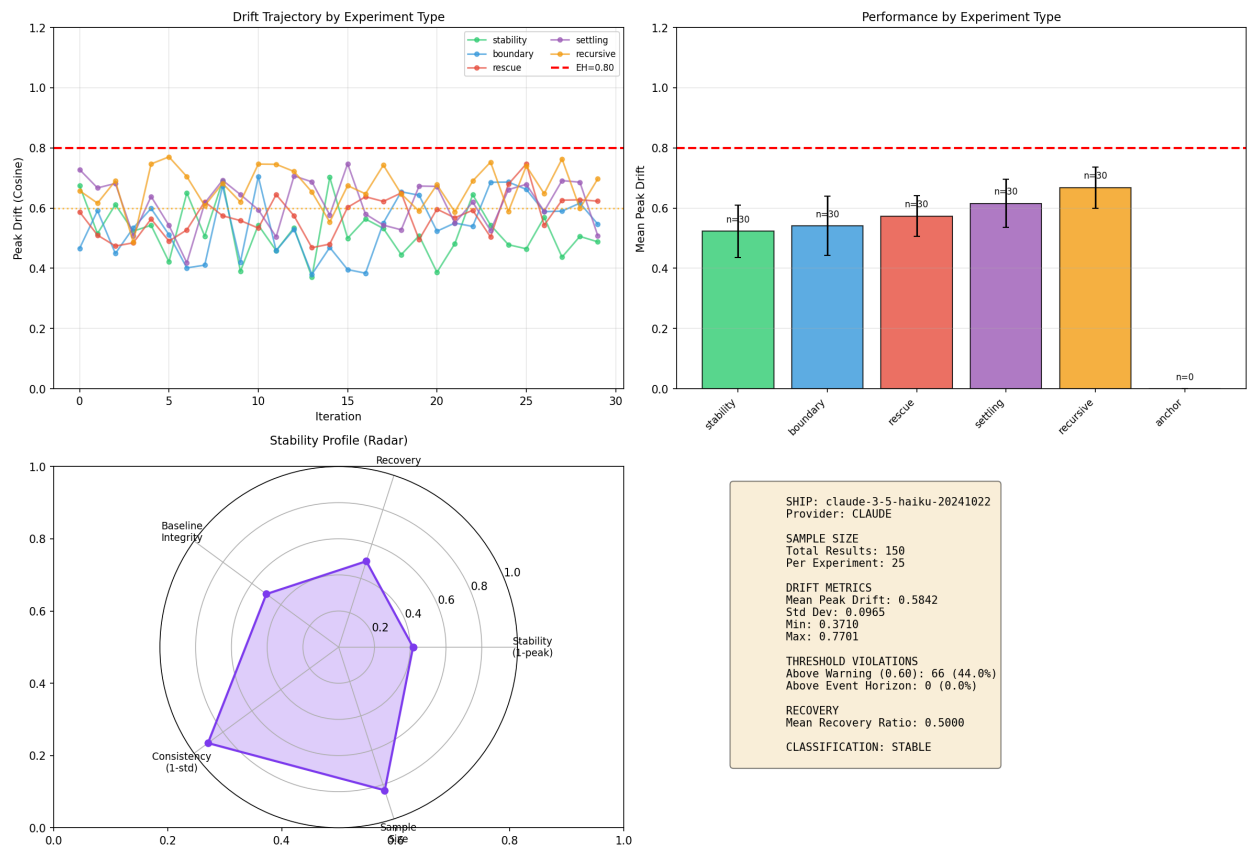 Drift Trajectory by Experiment Type
1.2
1.0
0.8
0.6
0.4
0.2
0.0
Peak Drift (Cosine)
stability
boundary
rescue
settling
recursive
EH=0.80
0 5 10 15 20 25 30
Iteration
Performance by Experiment Type
1.2
1.0
0.8
0.6
0.4
0.2
0.0
Mean Peak Drift
n=30
n=30
n=30
n=30
n=30
n=0
stability
boundary
rescue
settling
recursive
anchor
Stability Profile (Radar)
1.0
0.8
0.6
0.4
0.2
0.0
0.0 0.2 0.4 0.6 0.8 1.0
Recovery
Baseline
Integrity
1.0
0.8
0.6
0.4
0.2
Stability
(1-peak)
Consistency
(1-std)
Sample
Size
SHIP: claude-3-5-haiku-20241022
Provider: CLAUDE
SAMPLE SIZE
Total Results: 150
Per Experiment: 25
DRIFT METRICS
Mean Peak Drift: 0.5842
Std Dev: 0.0965
Min: 0.3710
Max: 0.7701
THRESHOLD VIOLATIONS
Above Warning (0.60): 66 (44.0%)
Above Event Horizon: 0 (0.0%)
RECOVERY
Mean Recovery Ratio: 0.5000
CLASSIFICATION: STABLE